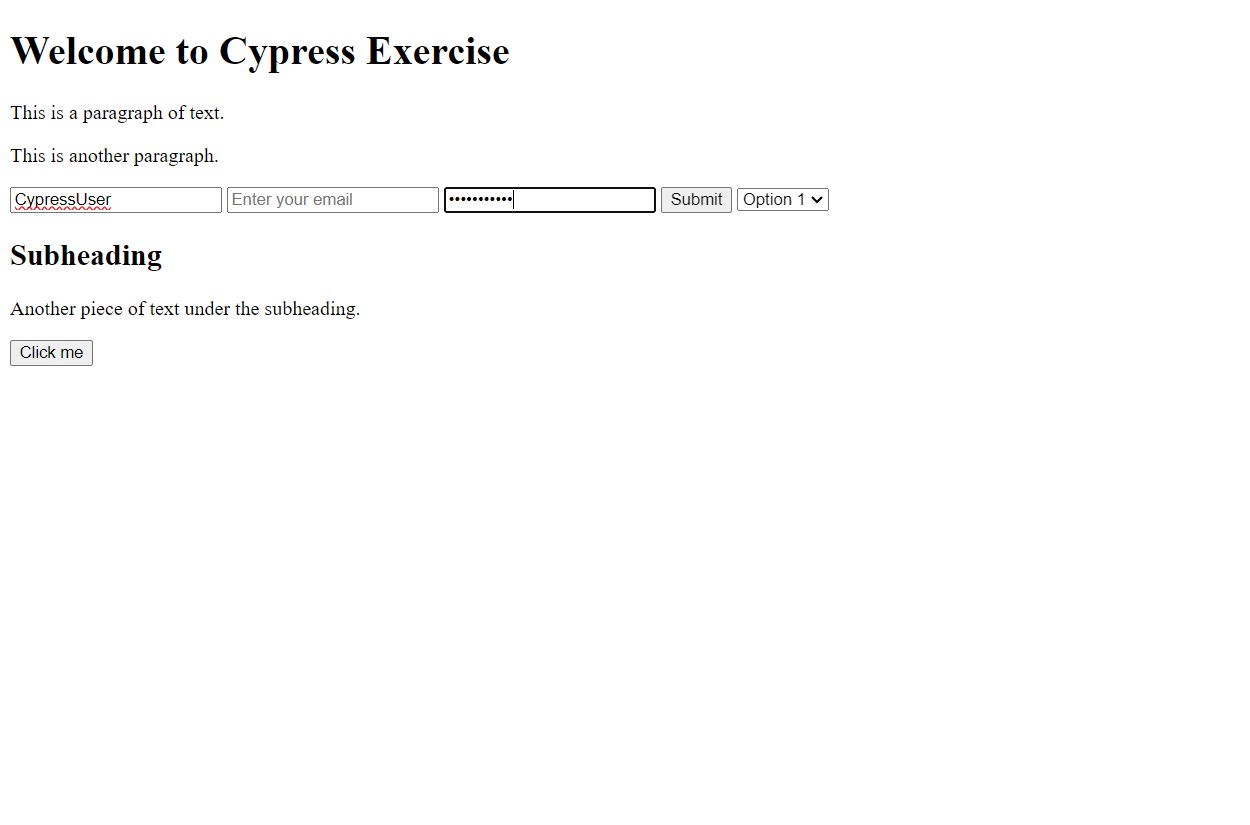 Welcome to Cypress Exercise
This is a paragraph of text.
This is another paragraph.
CypressUser Enter your email ••••••••••• Submit Option 1
Subheading
Another piece of text under the subheading.
Click me